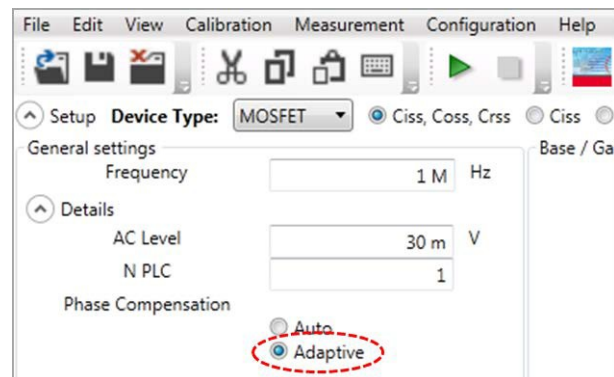 File Edit View Calibration Measurement Configuration Help
Setup Device Type: MOSFET Ciss, Coss, Crss Ciss
General settings Base / Ga
Frequency 1 M Hz
Details
AC Level 30 m V
N PLC 1
Phase Compensation
Auto
Adaptive